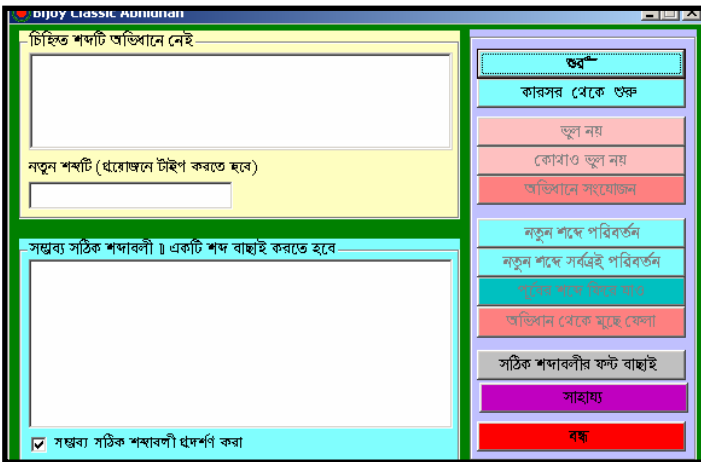 Bijoy Classic Abhidhan
চিহ্নিত শব্দটি অভিধানে নেই
নতুন শব্দটি (প্রয়োজনে টাইপ করতে হবে)
সম্ভাব্য সঠিক শব্দাবলী ॥ একটি শব্দ বাছাই করতে হবে
সম্ভাব্য সঠিক শব্দাবলী প্রদর্শণ করা
শুরু
কারসর থেকে শুরু
ভুল নয়
কোথাও ভুল নয়
অভিধানে সংযোজন
নতুন শব্দে পরিবর্তন
নতুন শব্দে সর্বত্রই পরিবর্তন
পূর্বের শব্দে ফিরে যাও
অভিধান থেকে মুছে ফেলা
সঠিক শব্দাবলীর ফন্ট বাছাই
সাহায্য
বন্ধ